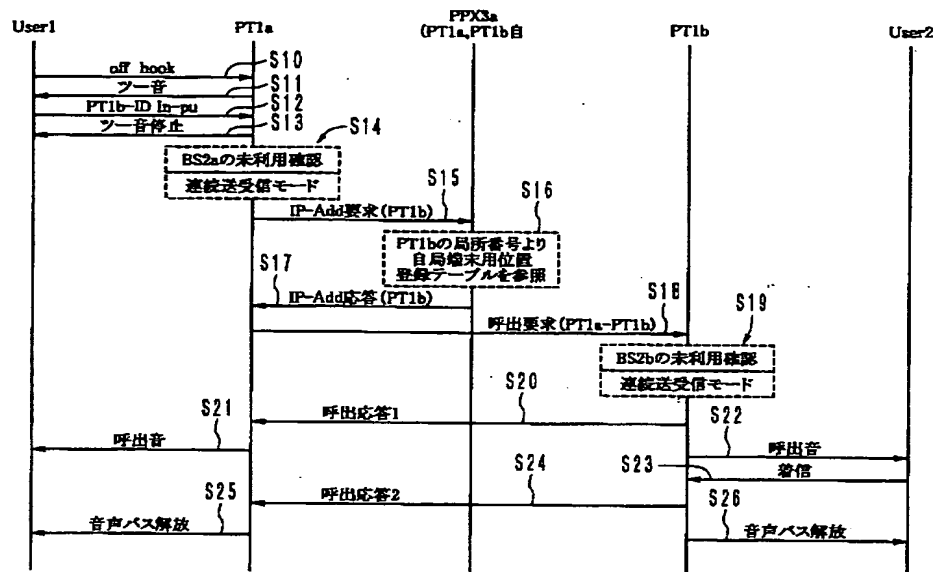 User1
PT1a
PPX3a
(PT1a,PT1b自
PT1b
User2
off hook
S10
ツー音
S11
PT1b-ID In-pu
S12
ツー音停止
S13
S14
BS2aの未利用確認
連続送受信モード
S15
IP-Add要求(PT1b)
S16
PT1bの局所番号より
自局端末用位置
登録テーブルを参照
S17
IP-Add応答(PT1b)
S18
呼出要求(PT1a-PT1b)
S19
BS2bの未利用確認
連続送受信モード
S20
呼出応答1
S21
呼出音
S22
呼出音
S23
着信
S24
呼出応答2
S25
音声パス解放
S26
音声パス解放